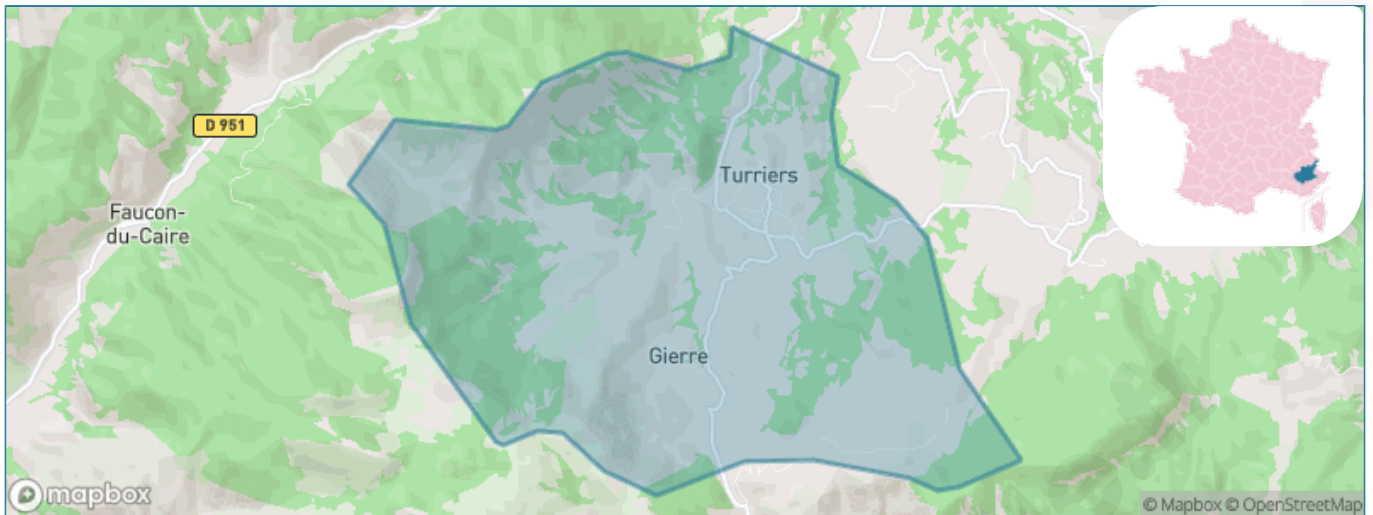 D 951
Turriers
Faucon-
du-Caire
Gierre
mapbox
© Mapbox © OpenStreetMap